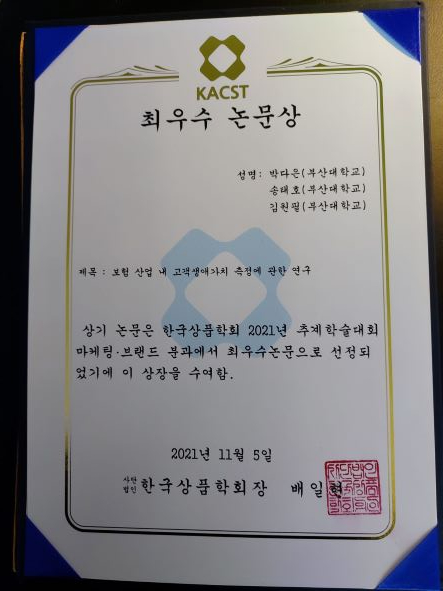 KACST
최우수 논문상
성명: 박다은(부산대학교)
송태호(부산대학교)
김원필(부산대학교)
제목 : 보험 산업 내 고객생애가치 측정에 관한 연구
상기 논문은 한국상품학회 2021년 추계학술대회
마케팅·브랜드 분과에서 최우수논문으로 선정되
었기에 이 상장을 수여함.
2021년 11월 5일
사단
법인 한국상품학회장 배일현